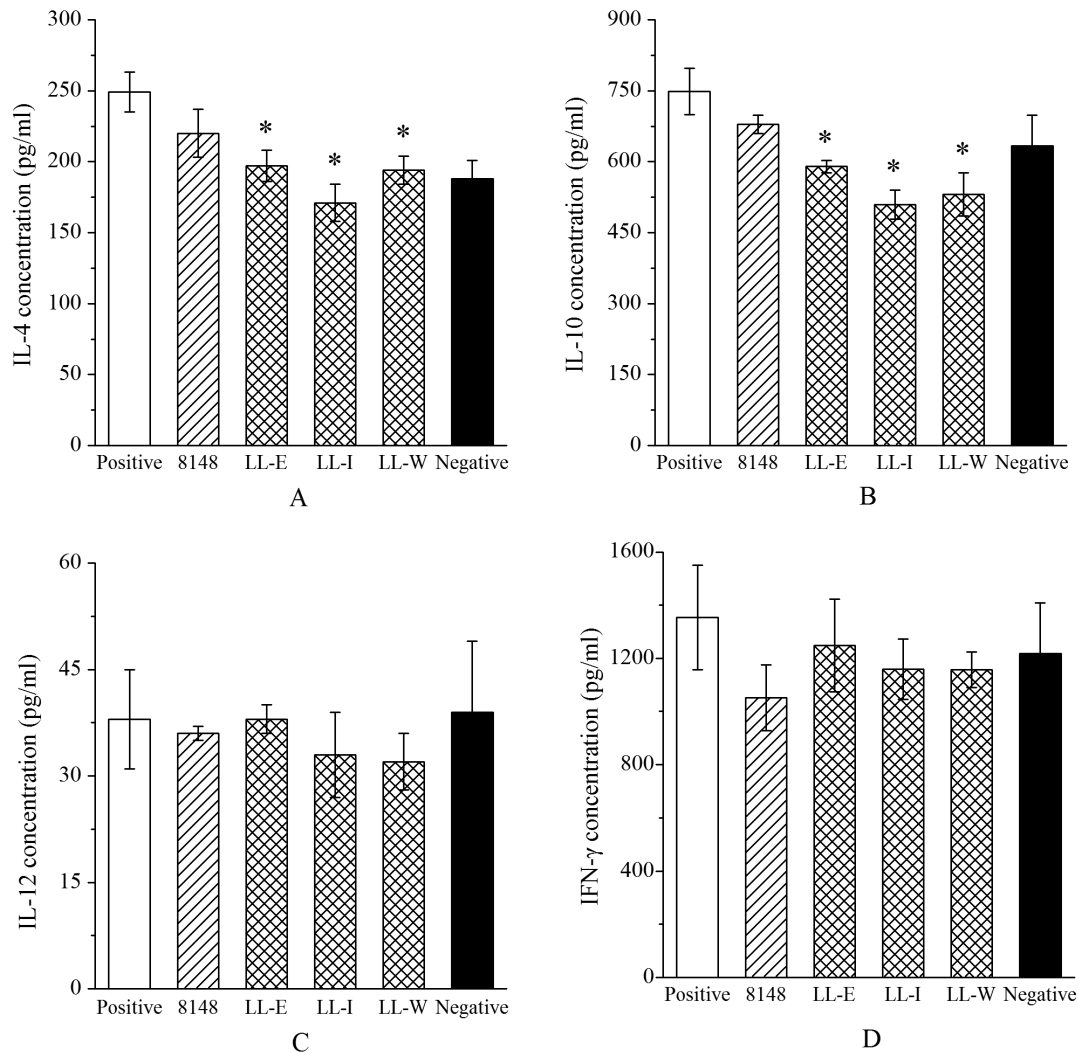 IL-4 concentration (pg/ml)
300
250
200
150
100
50
0
*
*
*
Positive 8148 LL-E LL-I LL-W Negative
A
IL-10 concentration (pg/ml)
900
750
600
450
300
150
0
*
*
*
Positive 8148 LL-E LL-I LL-W Negative
B
IL-12 concentration (pg/ml)
60
45
30
15
0
Positive 8148 LL-E LL-I LL-W Negative
C
IFN-γ concentration (pg/ml)
1600
1200
800
400
0
Positive 8148 LL-E LL-I LL-W Negative
D